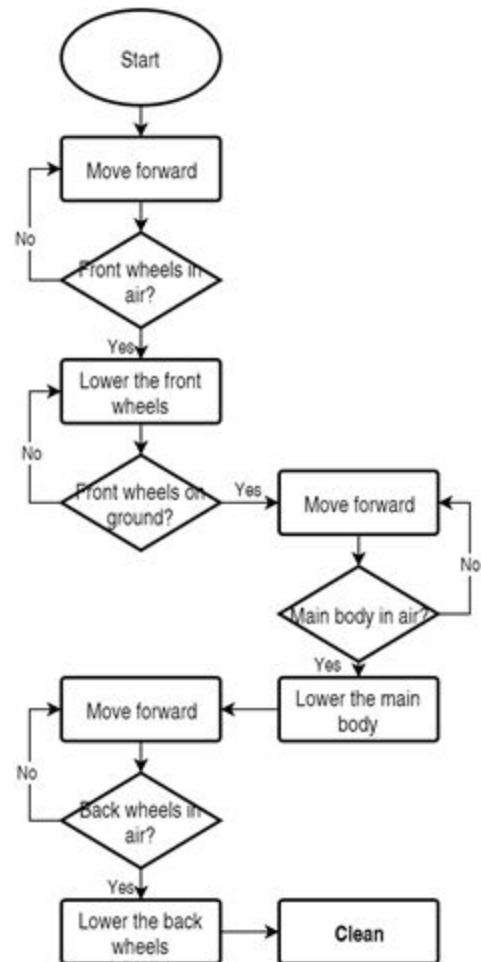 Start
Move forward
No
Front wheels in
air?
Yes
Lower the front
wheels
No
Front wheels on
ground?
Yes
Move forward
No
Main body in air?
Yes
Lower the main
body
Move forward
No
Back wheels in
air?
Yes
Lower the back
wheels
Clean